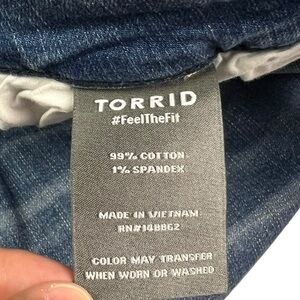 TORRID
#FeelTheFit
99% COTTON
1% SPANDEX
MADE IN VIETNAM
RN#148862
COLOR MAY TRANSFER
WHEN WORN OR WASHED